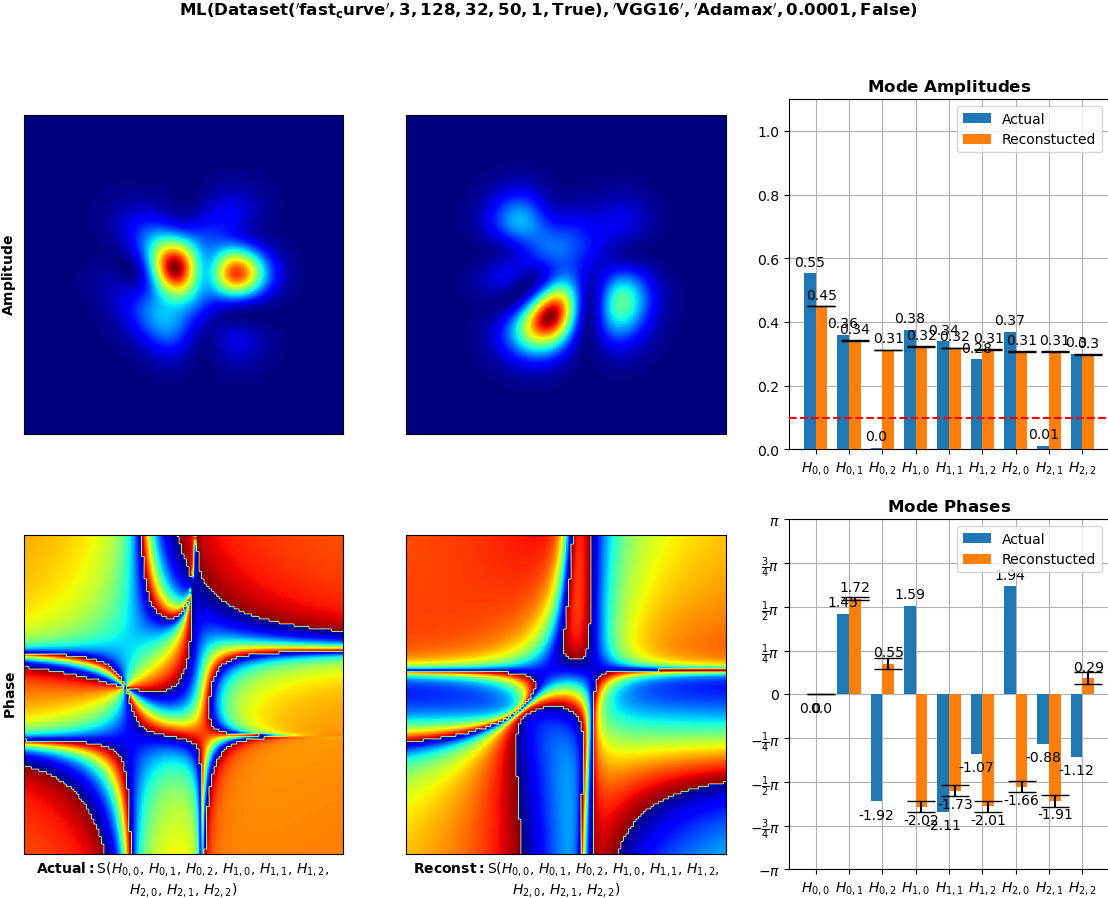 ML(Dataset('fast_curve', 3, 128, 32, 50, 1, True), 'VGG16', 'Adamax', 0.0001, False)
Amplitude
Mode Amplitudes
Actual
Reconstucted
1.0
0.8
0.6
0.4
0.2
0.0
0.55
0.45
0.36
0.34
0.0
0.31
0.38
0.32
0.34
0.32
0.28
0.31
0.37
0.31
0.01
0.31
0.3
0.3
H0,0 H0,1 H0,2 H1,0 H1,1 H1,2 H2,0 H2,1 H2,2
Phase
Actual: S(H0,0, H0,1, H0,2, H1,0, H1,1, H1,2,
H2,0, H2,1, H2,2)
Reconst: S(H0,0, H0,1, H0,2, H1,0, H1,1, H1,2,
H2,0, H2,1, H2,2)
Mode Phases
Actual
Reconstucted
π
3/4π
1/2π
1/4π
0
−1/4π
−1/2π
−3/4π
−π
0.0
0.0
1.45
1.72
-1.92
0.55
1.59
-2.02
-2.11
-1.73
-1.07
-2.01
1.94
-1.66
-0.88
-1.91
-1.12
0.29
H0,0 H0,1 H0,2 H1,0 H1,1 H1,2 H2,0 H2,1 H2,2